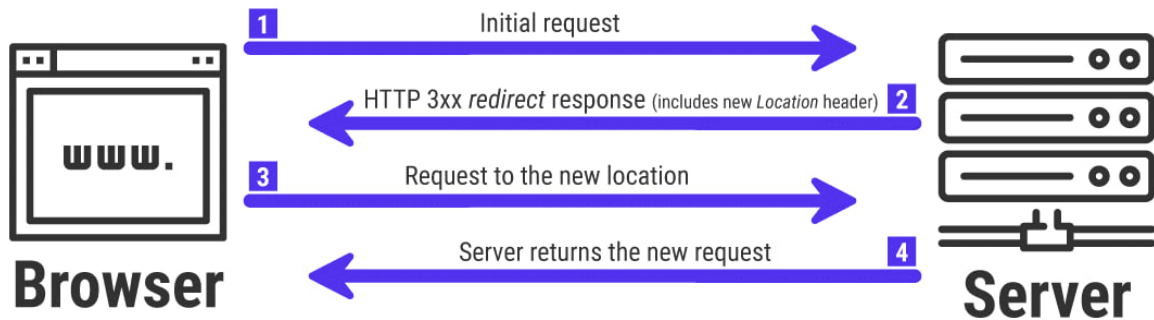 1 Initial request
HTTP 3xx redirect response (includes new Location header) 2
www.
3 Request to the new location
Server returns the new request 4
Browser
Server